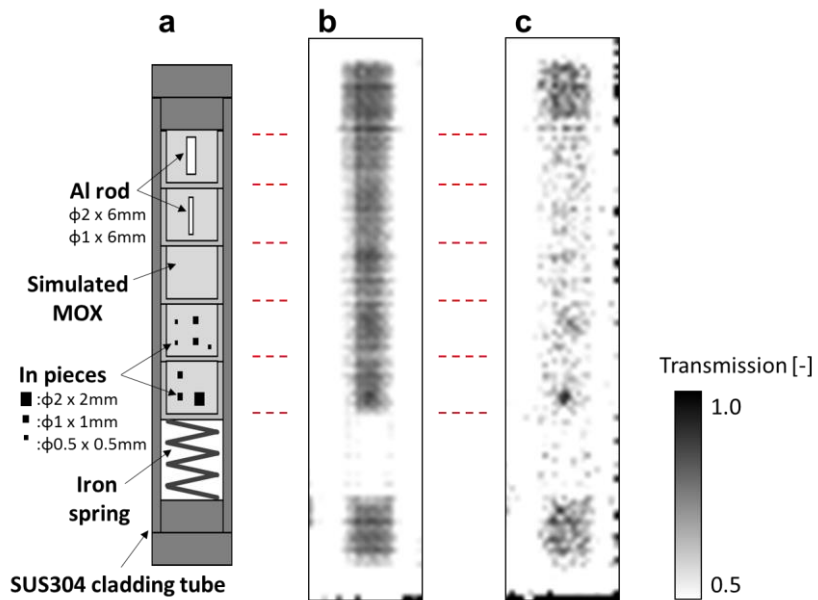 a
b
c
Al rod
ϕ2 x 6mm
ϕ1 x 6mm
Simulated
MOX
In pieces
:ϕ2 x 2mm
:ϕ1 x 1mm
:ϕ0.5 x 0.5mm
Iron
spring
SUS304 cladding tube
Transmission [-]
1.0
0.5